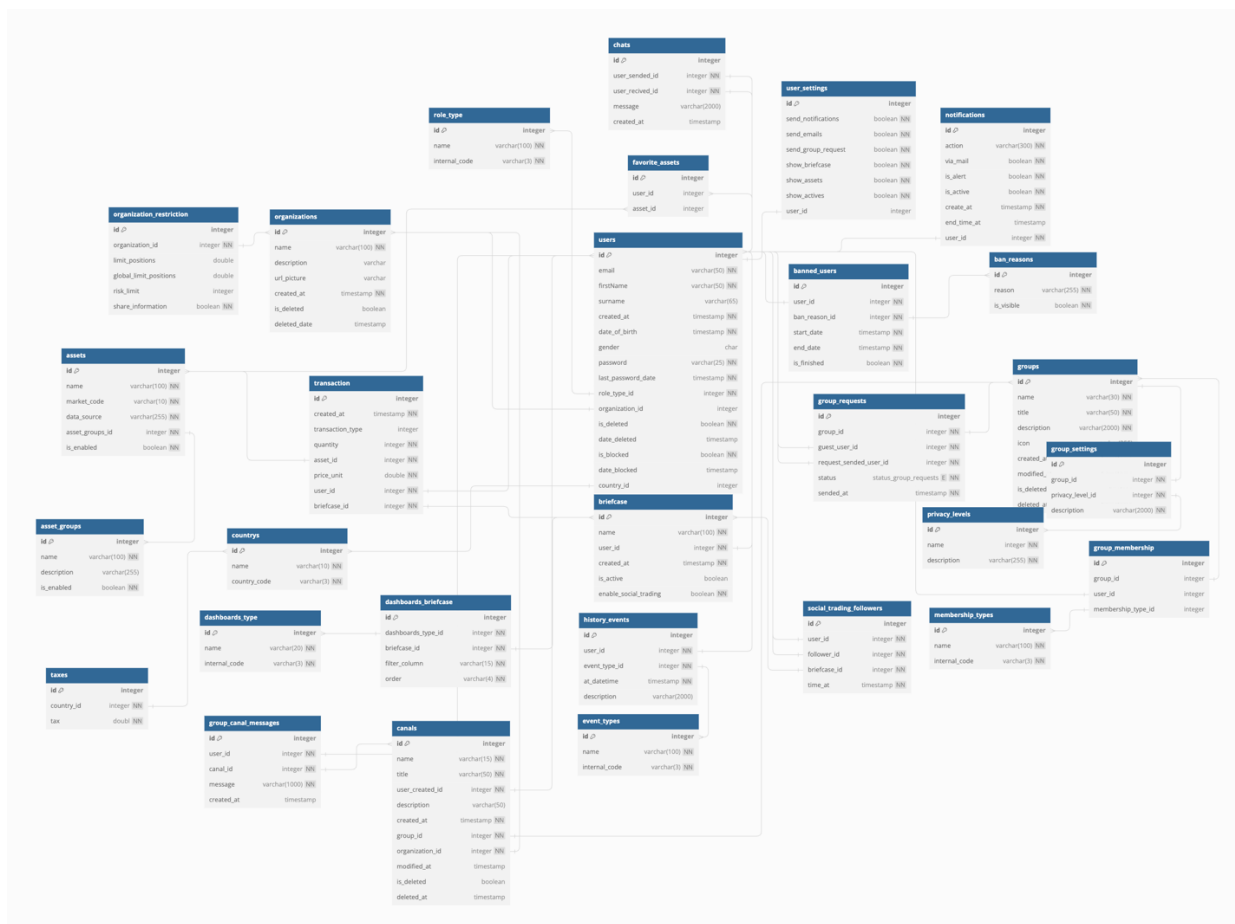 chats
id integer
user_sended_id integer NN
user_recived_id integer NN
message varchar(2000)
created_at timestamp
user_settings
id integer
send_notifications boolean NN
send_emails boolean NN
send_group_request boolean NN
show_briefcase boolean NN
show_assets boolean NN
show_actives boolean NN
user_id integer
notifications
id integer
action varchar(300) NN
via_mail boolean NN
is_alert boolean NN
is_active boolean NN
create_at timestamp NN
end_time_at timestamp
user_id integer NN
role_type
id integer
name varchar(100) NN
internal_code varchar(3) NN
favorite_assets
id integer
user_id integer
asset_id integer
organization_restriction
id integer
organization_id integer NN
limit_positions double
global_limit_positions double
risk_limit integer
share_information boolean NN
organizations
id integer
name varchar(100) NN
description varchar
url_picture varchar
created_at timestamp NN
is_deleted boolean
deleted_date timestamp
users
id integer
email varchar(50) NN
firstName varchar(50) NN
surname varchar(65)
created_at timestamp NN
date_of_birth timestamp NN
gender char
password varchar(25) NN
last_password_date timestamp NN
role_type_id integer NN
organization_id integer
is_deleted boolean NN
date_deleted timestamp
is_blocked boolean NN
date_blocked timestamp
country_id integer
banned_users
id integer
user_id integer NN
ban_reason_id integer NN
start_date timestamp NN
end_date timestamp NN
is_finished boolean NN
ban_reasons
id integer
reason varchar(255) NN
is_visible boolean NN
assets
id integer
name varchar(100) NN
market_code varchar(10) NN
data_source varchar(255) NN
asset_groups_id integer NN
is_enabled boolean NN
transaction
id integer
created_at timestamp NN
transaction_type integer
quantity integer NN
asset_id integer NN
price_unit double NN
user_id integer NN
briefcase_id integer NN
groups
id integer
name varchar(30) NN
title varchar(50) NN
description varchar(2000) NN
icon
created_a
modified_
is_deleted
deleted_a
group_requests
id integer
group_id integer NN
guest_user_id integer NN
request_sended_user_id integer NN
status status_group_requests E NN
sended_at timestamp NN
group_settings
id integer
group_id integer NN
privacy_level_id integer NN
description varchar(2000) NN
briefcase
id integer
name varchar(100) NN
user_id integer NN
created_at timestamp NN
is_active boolean
enable_social_trading boolean NN
privacy_levels
id integer
name integer NN
description varchar(255) NN
asset_groups
id integer
name varchar(100) NN
description varchar(255)
is_enabled boolean NN
countrys
id integer
name varchar(10) NN
country_code varchar(3) NN
group_membership
id integer
group_id integer
user_id integer
membership_type_id integer
dashboards_type
id integer
name varchar(20) NN
internal_code varchar(3) NN
dashboards_briefcase
id integer
dashboards_type_id integer NN
briefcase_id integer NN
filter_column varchar(15) NN
order varchar(4) NN
history_events
id integer
user_id integer NN
event_type_id integer NN
at_datetime timestamp NN
description varchar(2000)
social_trading_followers
id integer
user_id integer NN
follower_id integer NN
briefcase_id integer NN
time_at timestamp NN
membership_types
id integer
name varchar(100) NN
internal_code varchar(3) NN
taxes
id integer
country_id integer NN
tax doubl NN
group_canal_messages
id integer
user_id integer NN
canal_id integer NN
message varchar(1000) NN
created_at timestamp
canals
id integer
name varchar(15) NN
title varchar(50) NN
user_created_id integer NN
description varchar(50)
created_at timestamp NN
group_id integer NN
organization_id integer NN
modified_at timestamp
is_deleted boolean
deleted_at timestamp
event_types
id integer
name varchar(100) NN
internal_code varchar(3) NN